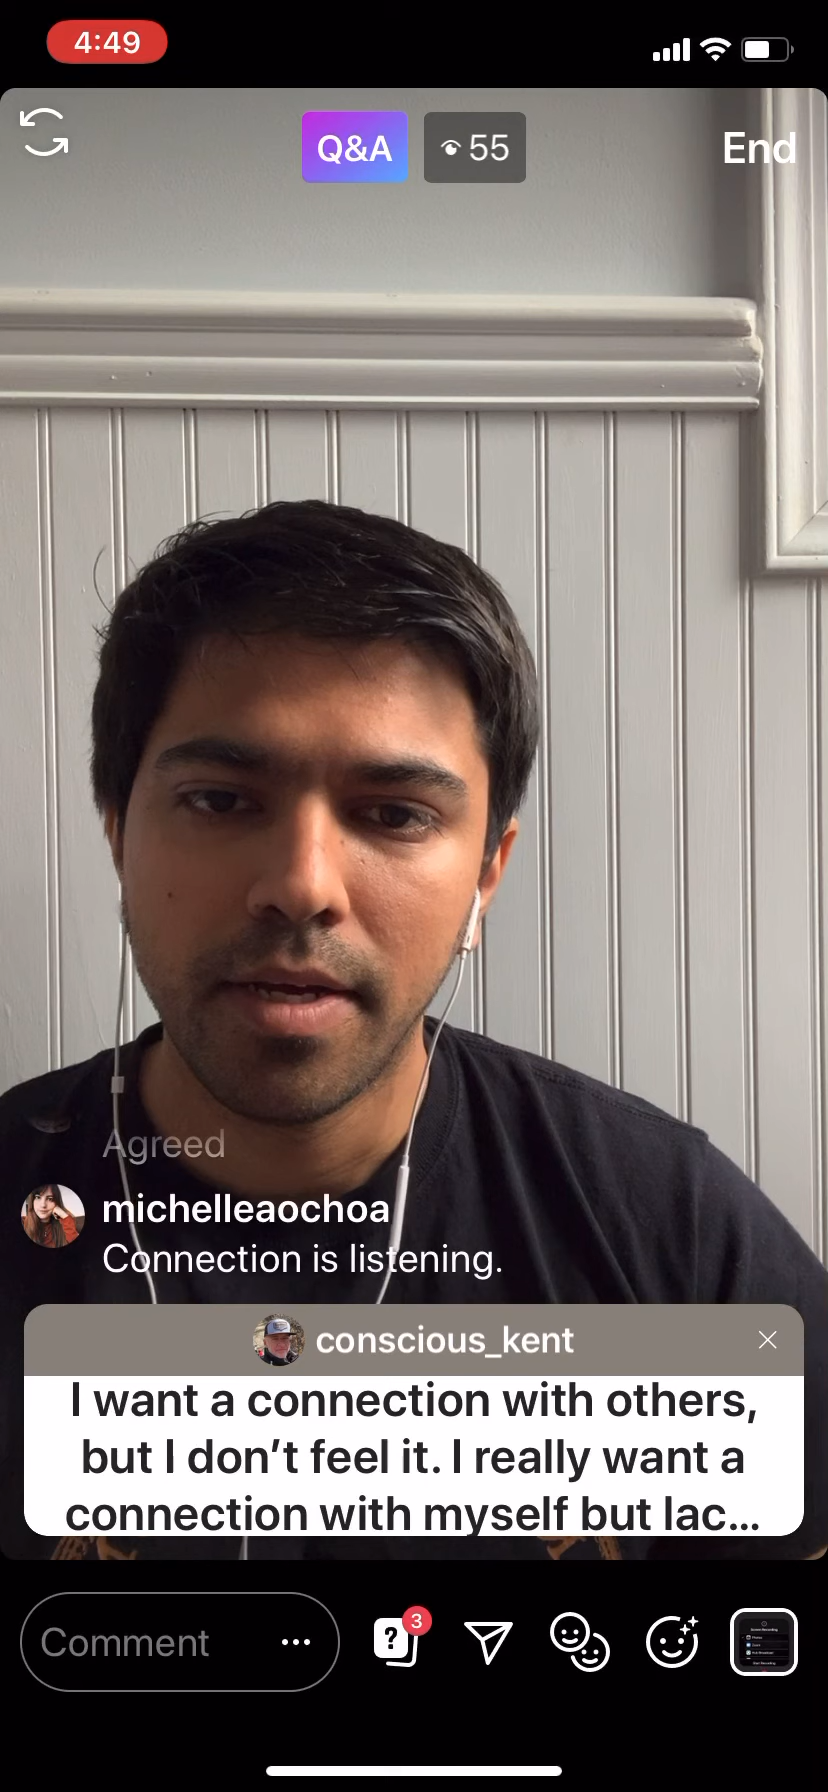 4:49
Q&A
55
End
Agreed
michelleaochoa
Connection is listening.
conscious_kent
I want a connection with others,
but I don’t feel it. I really want a
connection with myself but lac...
Comment
?
3